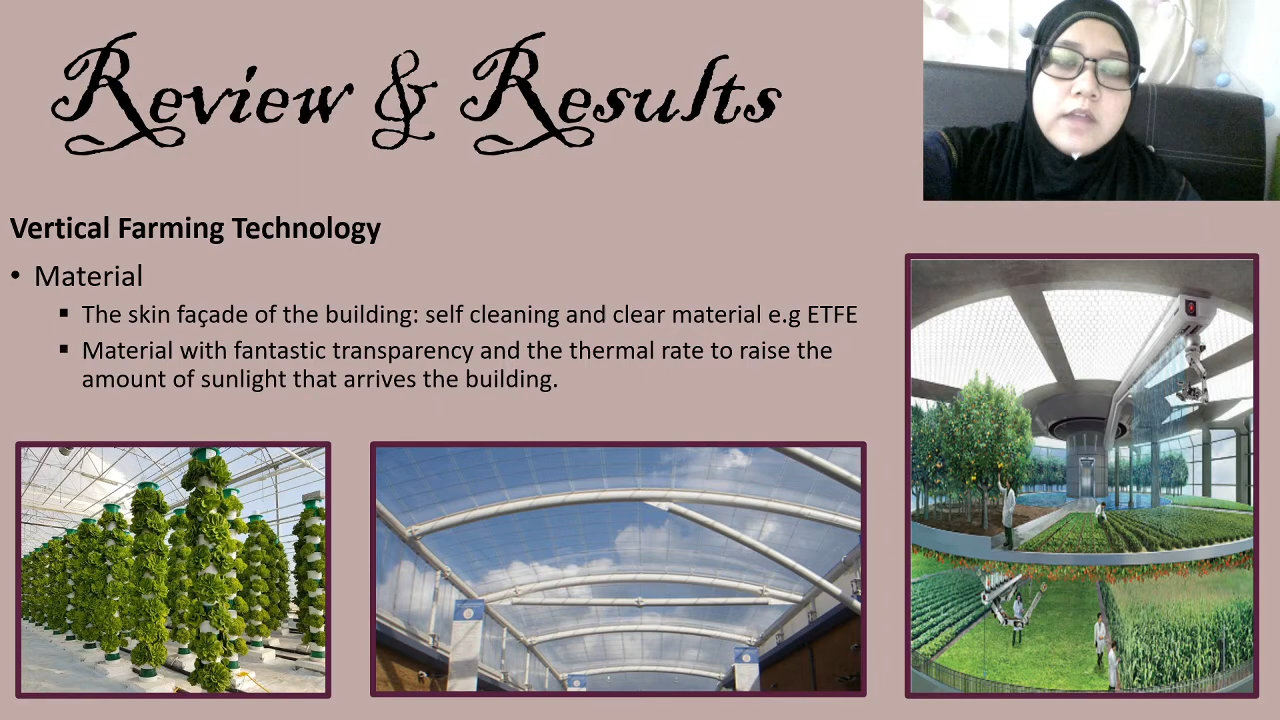 Review & Results
Vertical Farming Technology
• Material
▪ The skin façade of the building: self cleaning and clear material e.g ETFE
▪ Material with fantastic transparency and the thermal rate to raise the
amount of sunlight that arrives the building.